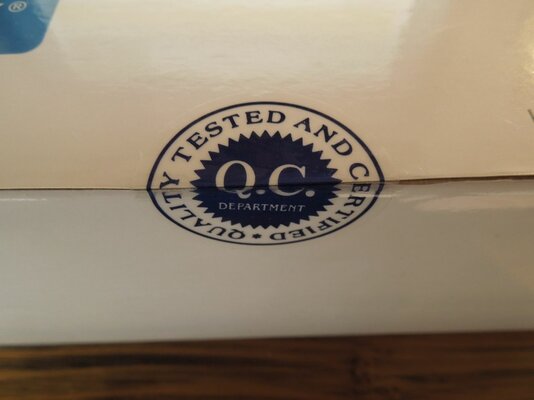 ®
QUALITY TESTED AND CERTIFIED *
Q.C.
DEPARTMENT